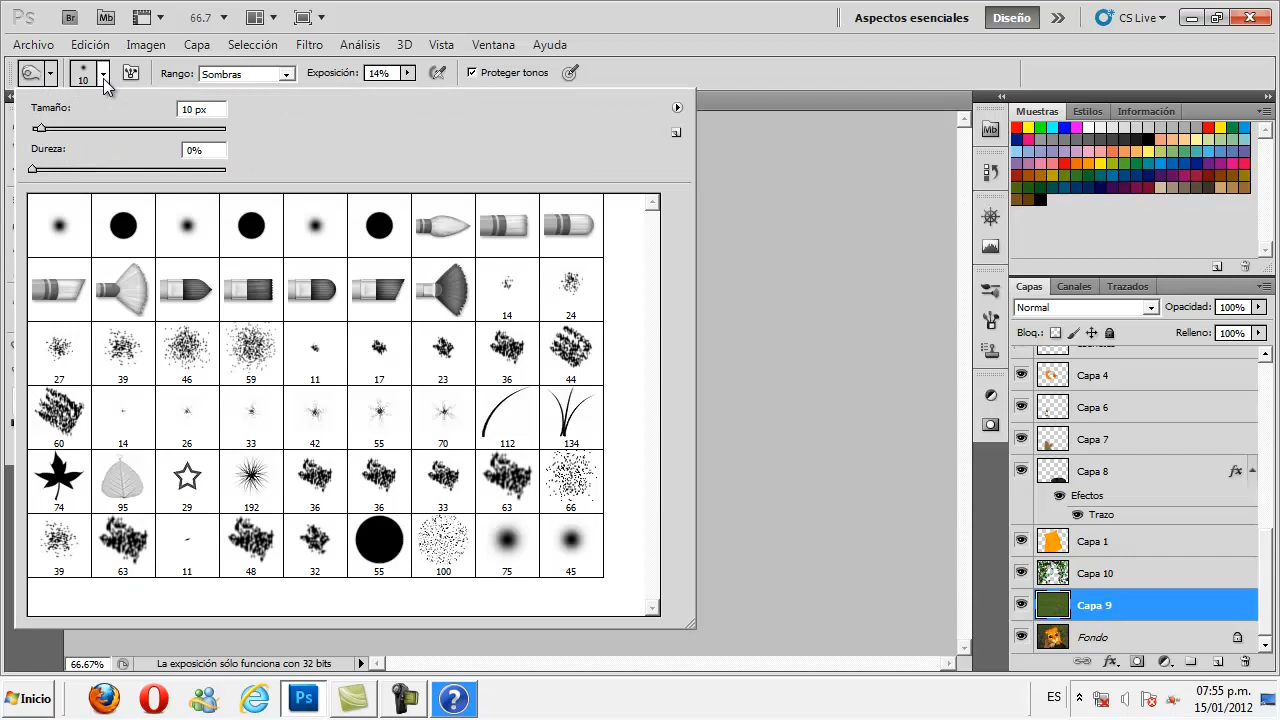 Ps Br Mb 66.7 Aspectos esenciales Diseño CS Live
Archivo Edición Imagen Capa Selección Filtro Análisis 3D Vista Ventana Ayuda
10 Rango: Sombras Exposición: 14% Proteger tonos
Tamaño: 10 px
Dureza: 0%
14 24
27 39 46 59 11 17 23 36 44
60 14 26 33 42 55 70 112 134
74 95 29 192 36 36 33 63 66
39 63 11 48 32 55 100 75 45
Mb
Muestras Estilos Información
Capas Canales Trazados
Normal Opacidad: 100%
Bloq.: Relleno: 100%
Capa 4
Capa 6
Capa 7
Capa 8 fx
Efectos
Trazo
Capa 1
Capa 10
Capa 9
Fondo
fx
66.67% La exposición sólo funciona con 32 bits
Inicio Ps ES 07:55 p.m.
15/01/2012